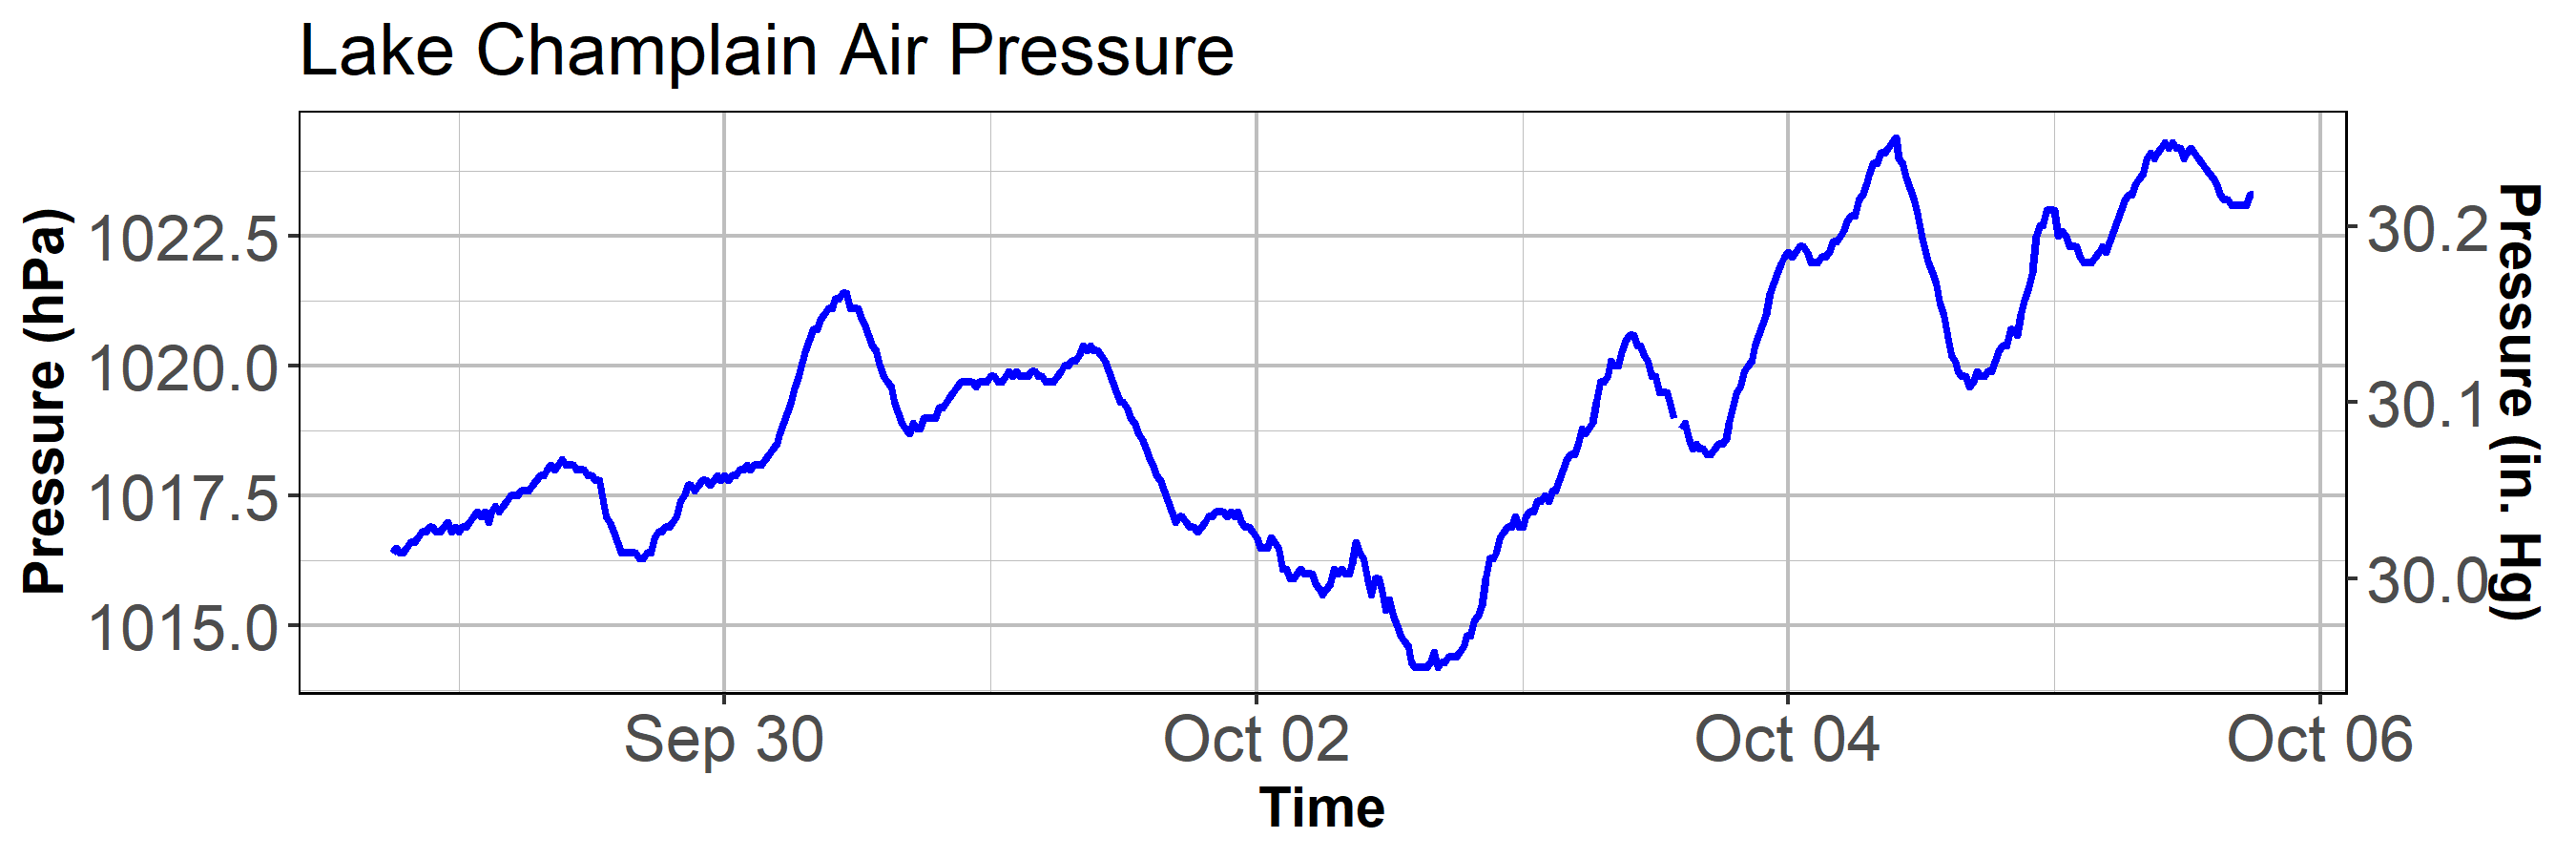 Lake Champlain Air Pressure
Pressure (hPa)
1022.5
1020.0
1017.5
1015.0
30.2
30.1
30.0
Pressure (in. Hg)
Sep 30
Oct 02
Oct 04
Oct 06
Time